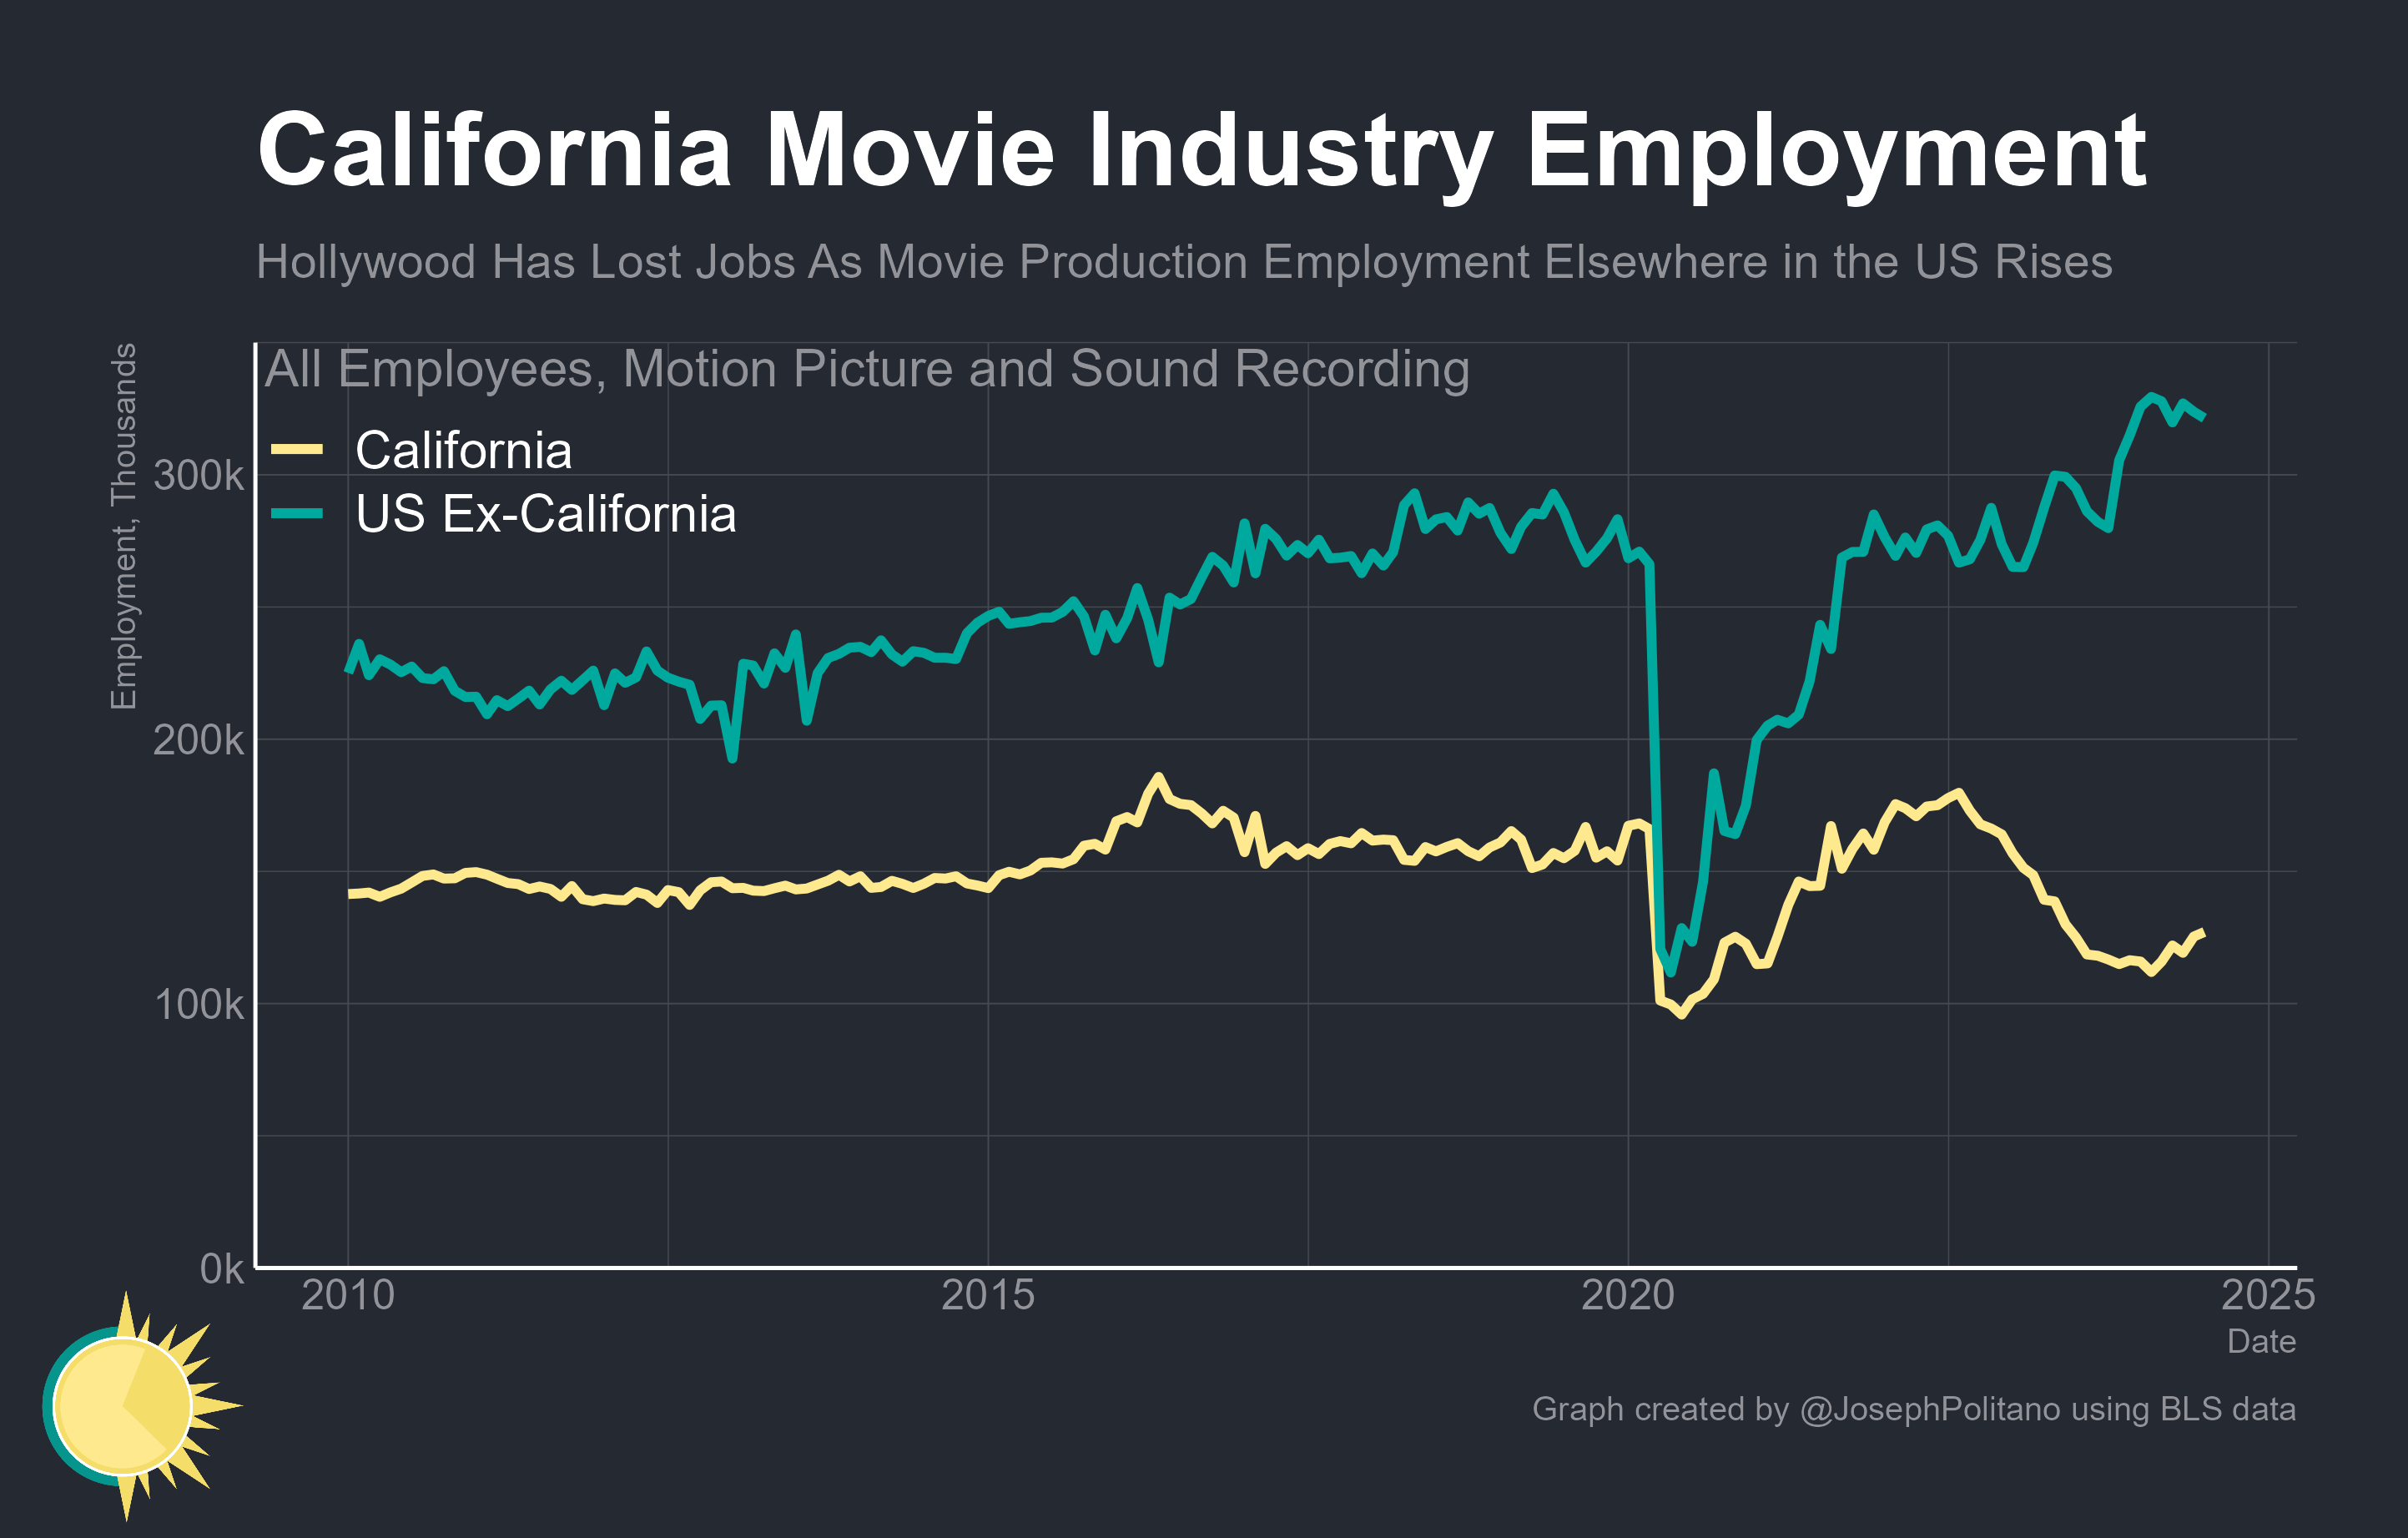 California Movie Industry Employment
Hollywood Has Lost Jobs As Movie Production Employment Elsewhere in the US Rises
Employment, Thousands
All Employees, Motion Picture and Sound Recording
California
US Ex-California
300k
200k
100k
0k
2010
2015
2020
2025
Date
Graph created by @JosephPolitano using BLS data